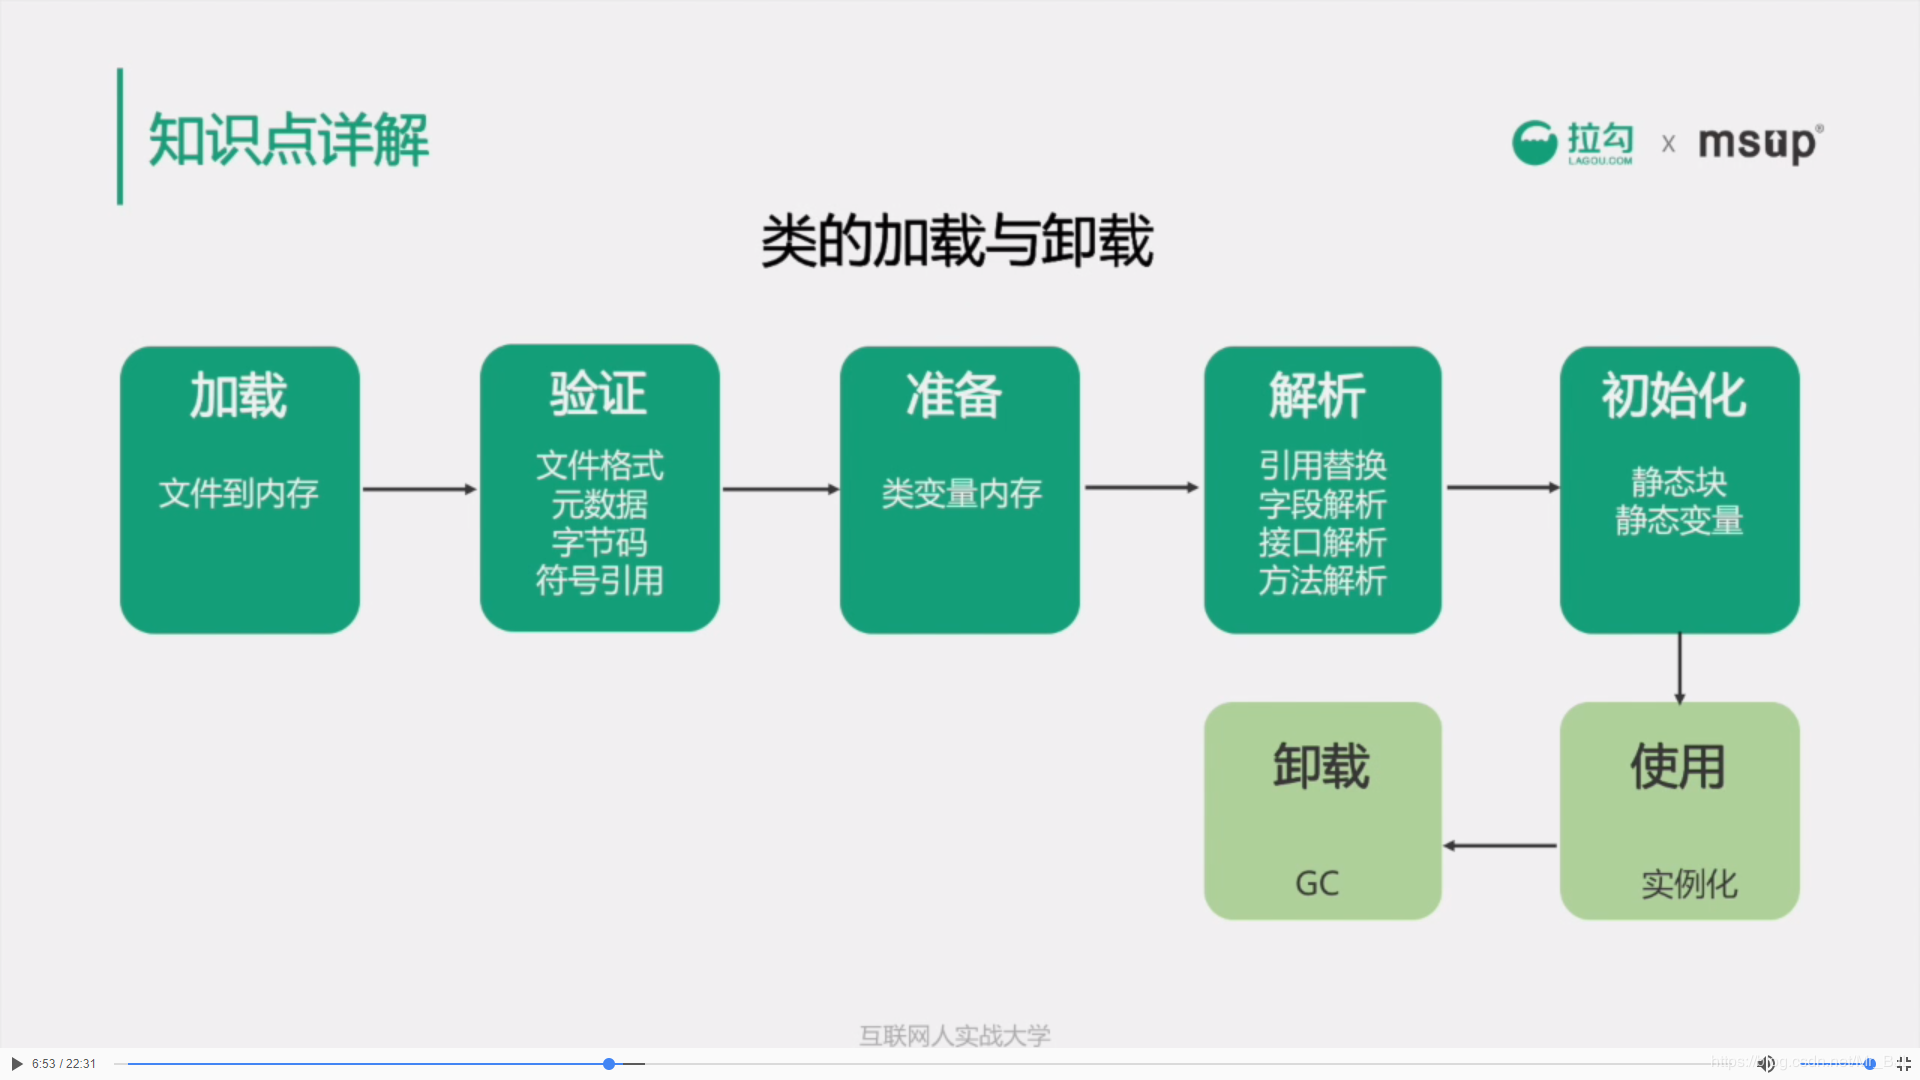 知识点详解
拉勾
LAGOU.COM
x
msup®
类的加载与卸载
加载
文件到内存
验证
文件格式
元数据
字节码
符号引用
准备
类变量内存
解析
引用替换
字段解析
接口解析
方法解析
初始化
静态块
静态变量
卸载
GC
使用
实例化
互联网人实战大学
6:53 / 22:31